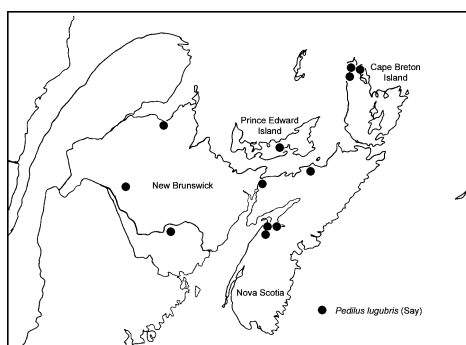 Cape Breton
Island
Prince Edward
Island
New Brunswick
Nova Scotia
Pedilus lugubris (Say)